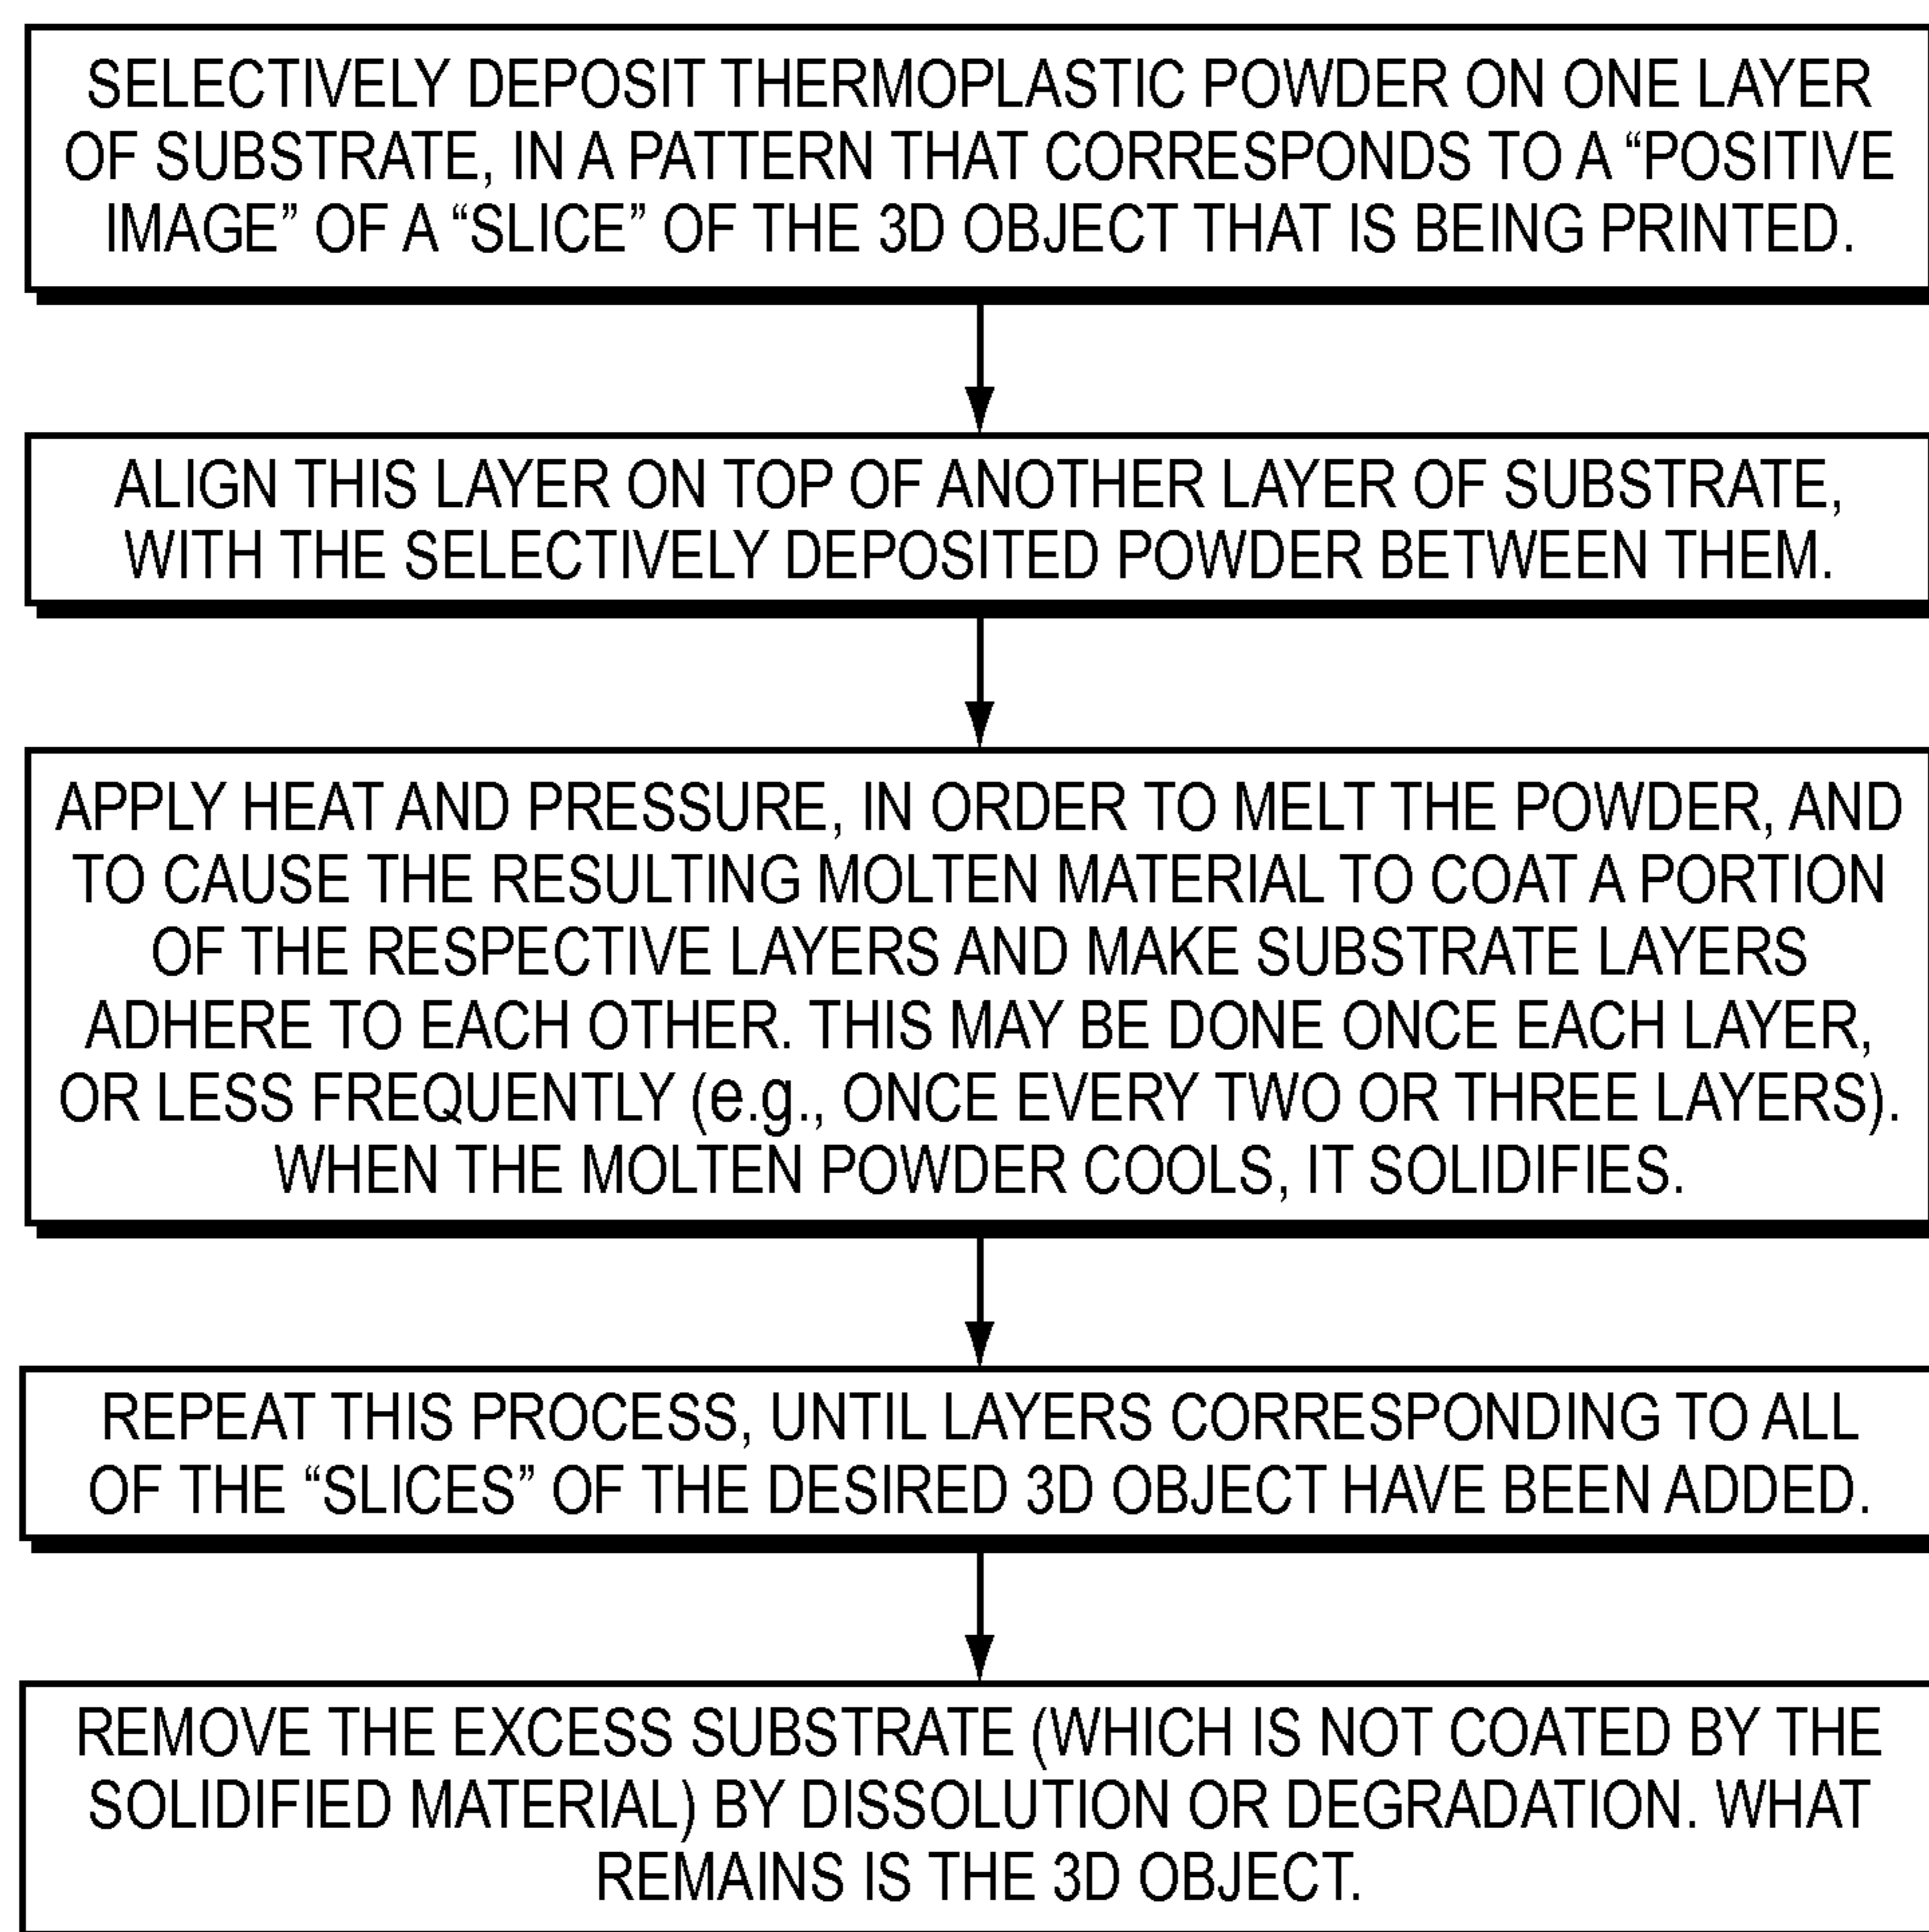 SELECTIVELY DEPOSIT THERMOPLASTIC POWDER ON ONE LAYER
OF SUBSTRATE, IN A PATTERN THAT CORRESPONDS TO A “POSITIVE
IMAGE” OF A “SLICE” OF THE 3D OBJECT THAT IS BEING PRINTED.
ALIGN THIS LAYER ON TOP OF ANOTHER LAYER OF SUBSTRATE,
WITH THE SELECTIVELY DEPOSITED POWDER BETWEEN THEM.
APPLY HEAT AND PRESSURE, IN ORDER TO MELT THE POWDER, AND
TO CAUSE THE RESULTING MOLTEN MATERIAL TO COAT A PORTION
OF THE RESPECTIVE LAYERS AND MAKE SUBSTRATE LAYERS
ADHERE TO EACH OTHER. THIS MAY BE DONE ONCE EACH LAYER,
OR LESS FREQUENTLY (e.g., ONCE EVERY TWO OR THREE LAYERS).
WHEN THE MOLTEN POWDER COOLS, IT SOLIDIFIES.
REPEAT THIS PROCESS, UNTIL LAYERS CORRESPONDING TO ALL
OF THE “SLICES” OF THE DESIRED 3D OBJECT HAVE BEEN ADDED.
REMOVE THE EXCESS SUBSTRATE (WHICH IS NOT COATED BY THE
SOLIDIFIED MATERIAL) BY DISSOLUTION OR DEGRADATION. WHAT
REMAINS IS THE 3D OBJECT.